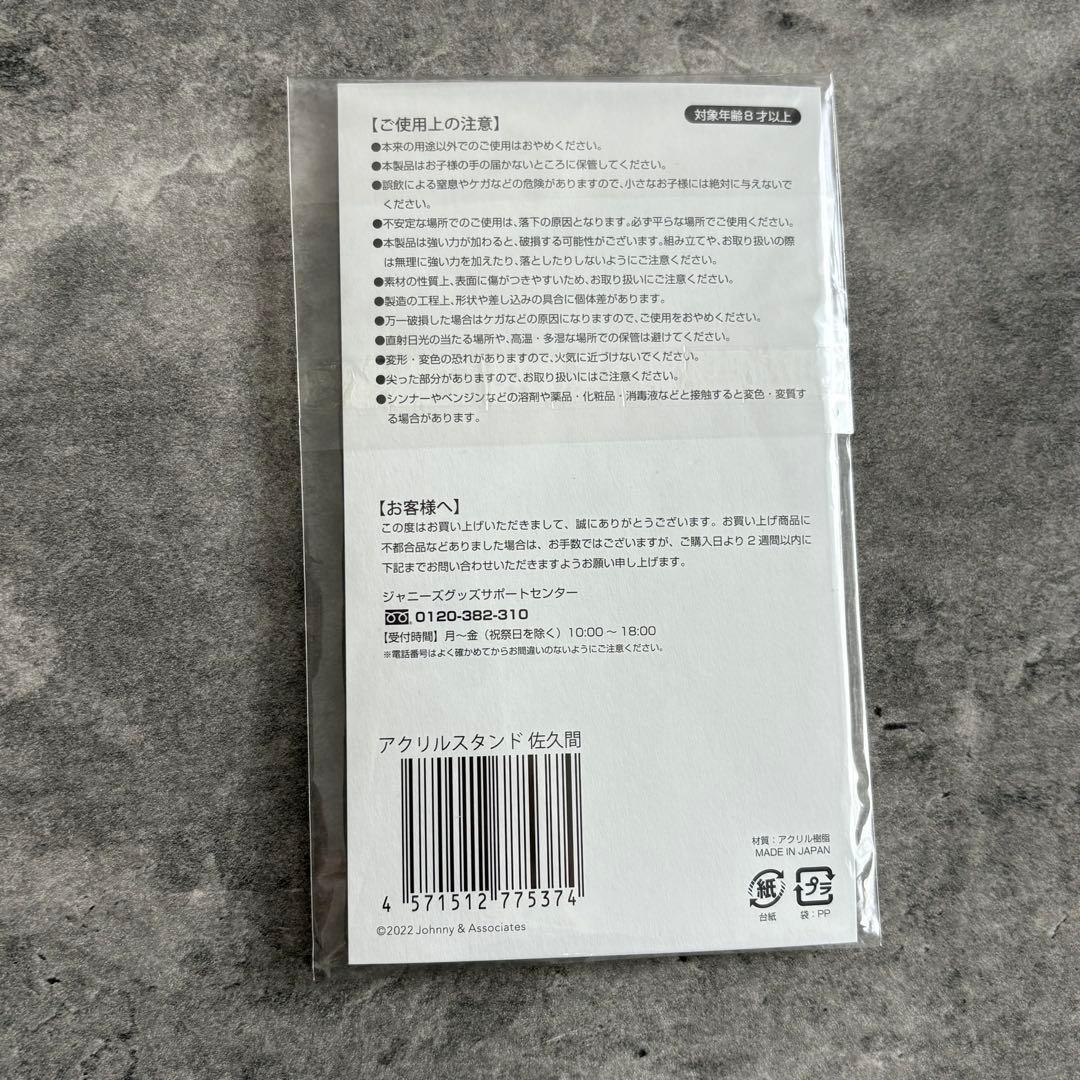 【ご使用上の注意】
対象年齢8才以上
●本来の用途以外でのご使用はおやめください。
●本製品はお子様の手の届かないところに保管してください。
●誤飲による窒息やケガなどの危険がありますので、小さなお子様には絶対に与えないで
ください。
●不安定な場所でのご使用は、落下の原因となります。必ず平らな場所でご使用ください。
●本製品は強い力が加わると、破損する可能性がございます。組み立てや、お取り扱いの際
は無理に強い力を加えたり、落としたりしないようにご注意ください。
●素材の性質上、表面に傷がつきやすいため、お取り扱いにご注意ください。
●製造の工程上、形状や差し込みの具合に個体差があります。
●万一破損した場合はケガなどの原因になりますので、ご使用をおやめください。
●直射日光の当たる場所や、高温・多湿な場所での保管は避けてください。
●変形・変色の恐れがありますので、火気に近づけないでください。
●尖った部分がありますので、お取り扱いにはご注意ください。
●シンナーやベンジンなどの溶剤や薬品・化粧品・消毒液などと接触すると変色・変質す
る場合があります。
【お客様へ】
この度はお買い上げいただきまして、誠にありがとうございます。お買い上げ商品に
不都合品などありました場合は、お手数ではございますが、ご購入日より2週間以内に
下記までお問い合わせいただきますようお願い申し上げます。
ジャニーズグッズサポートセンター
0120-382-310
【受付時間】月〜金（祝祭日を除く）10:00〜18:00
※電話番号はよく確かめてからお間違いのないようにご注意ください。
アクリルスタンド 佐久間
4 571512 775374
©2022 Johnny & Associates
材質：アクリル樹脂
MADE IN JAPAN
紙
プラ
台紙
袋：PP